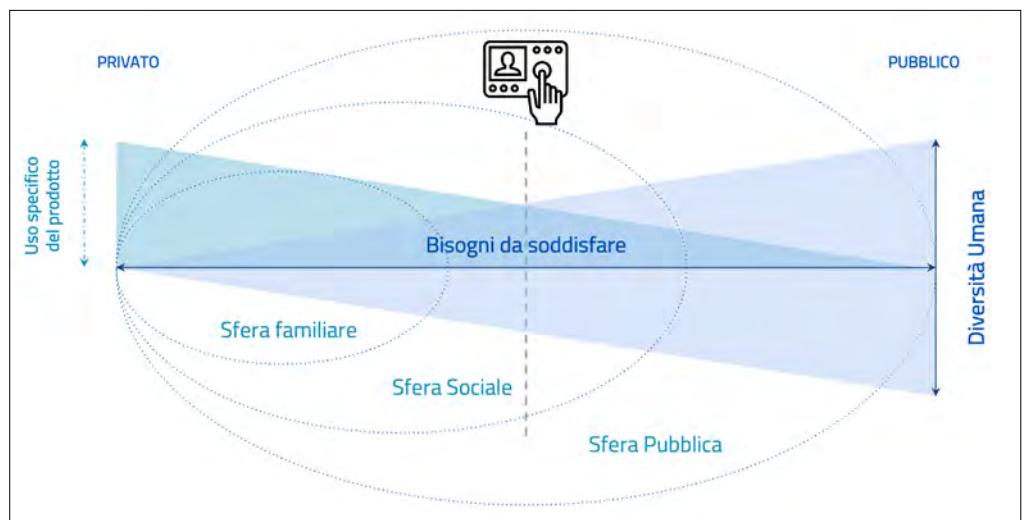 PRIVATO
PUBBLICO
Uso specifico
del prodotto
Bisogni da soddisfare
Diversità Umana
Sfera familiare
Sfera Sociale
Sfera Pubblica